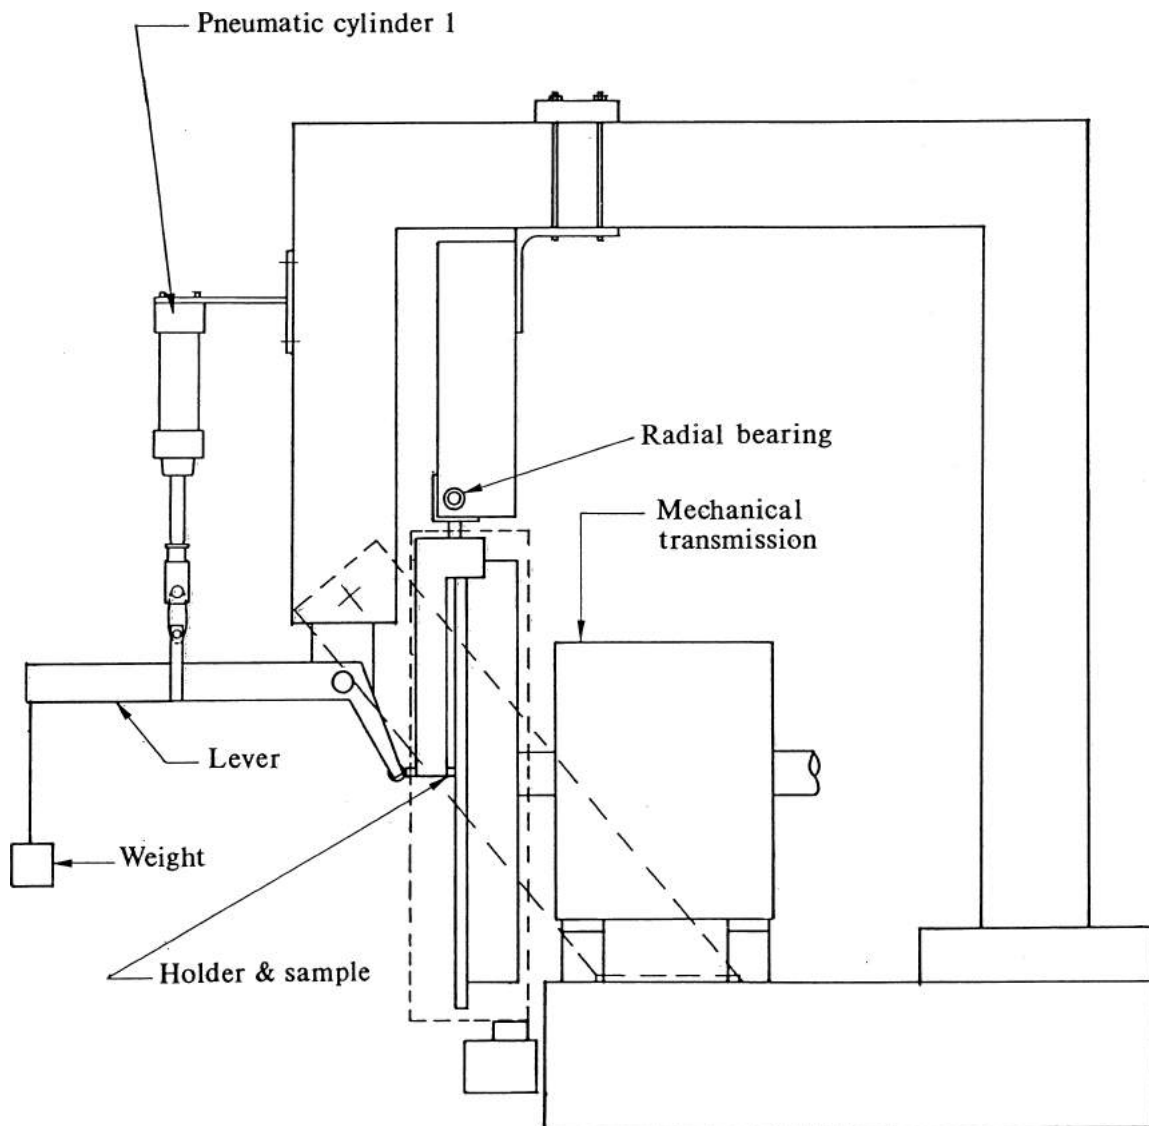 Pneumatic cylinder 1
Radial bearing
Mechanical
transmission
Lever
Weight
Holder & sample